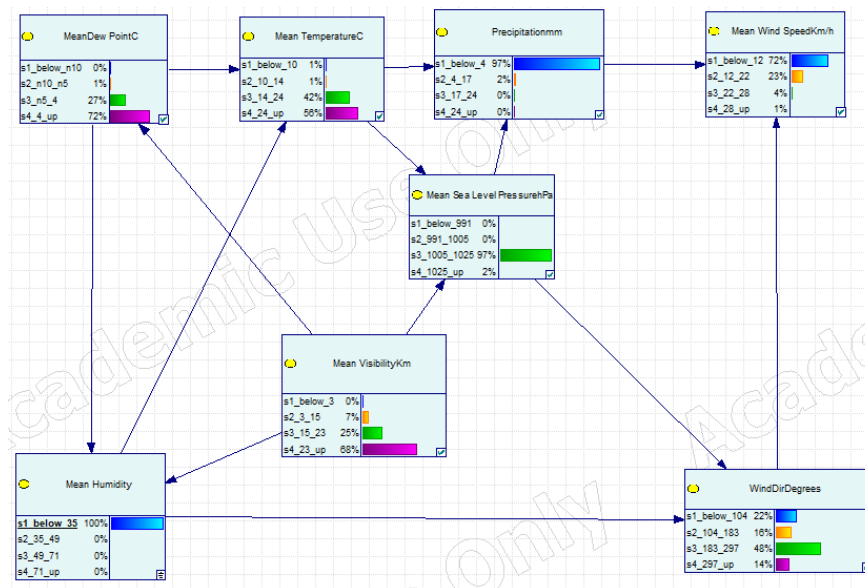 MeanDew PointC
s1_below_n10 0%
s2_n10_n5 1%
s3_n5_4 27%
s4_4_up 72%
Mean TemperatureC
s1_below_10 1%
s2_10_14 1%
s3_14_24 42%
s4_24_up 56%
Precipitationmm
s1_below_4 97%
s2_4_17 2%
s3_17_24 0%
s4_24_up 0%
Mean Wind SpeedKm/h
s1_below_12 72%
s2_12_22 23%
s3_22_28 4%
s4_28_up 1%
Mean Sea Level PressurehPa
s1_below_991 0%
s2_991_1005 0%
s3_1005_1025 97%
s4_1025_up 2%
Mean VisibilityKm
s1_below_3 0%
s2_3_15 7%
s3_15_23 25%
s4_23_up 68%
Mean Humidity
s1_below_35 100%
s2_35_49 0%
s3_49_71 0%
s4_71_up 0%
WindDirDegrees
s1_below_104 22%
s2_104_183 16%
s3_183_297 48%
s4_297_up 14%
Academic Use Only
Academic
Only